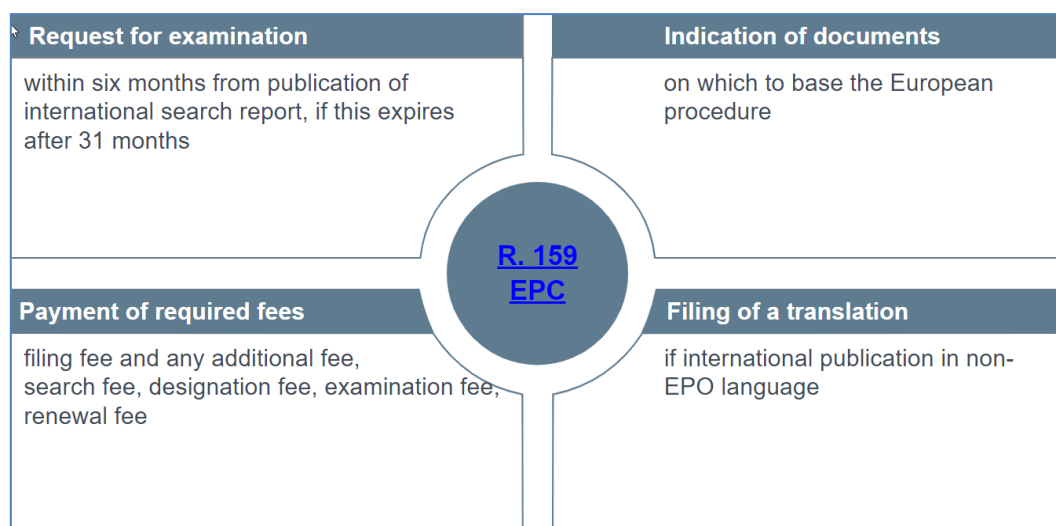 Request for examination
within six months from publication of
international search report, if this expires
after 31 months
Indication of documents
on which to base the European
procedure
R. 159
EPC
Payment of required fees
filing fee and any additional fee,
search fee, designation fee, examination fee,
renewal fee
Filing of a translation
if international publication in non-
EPO language